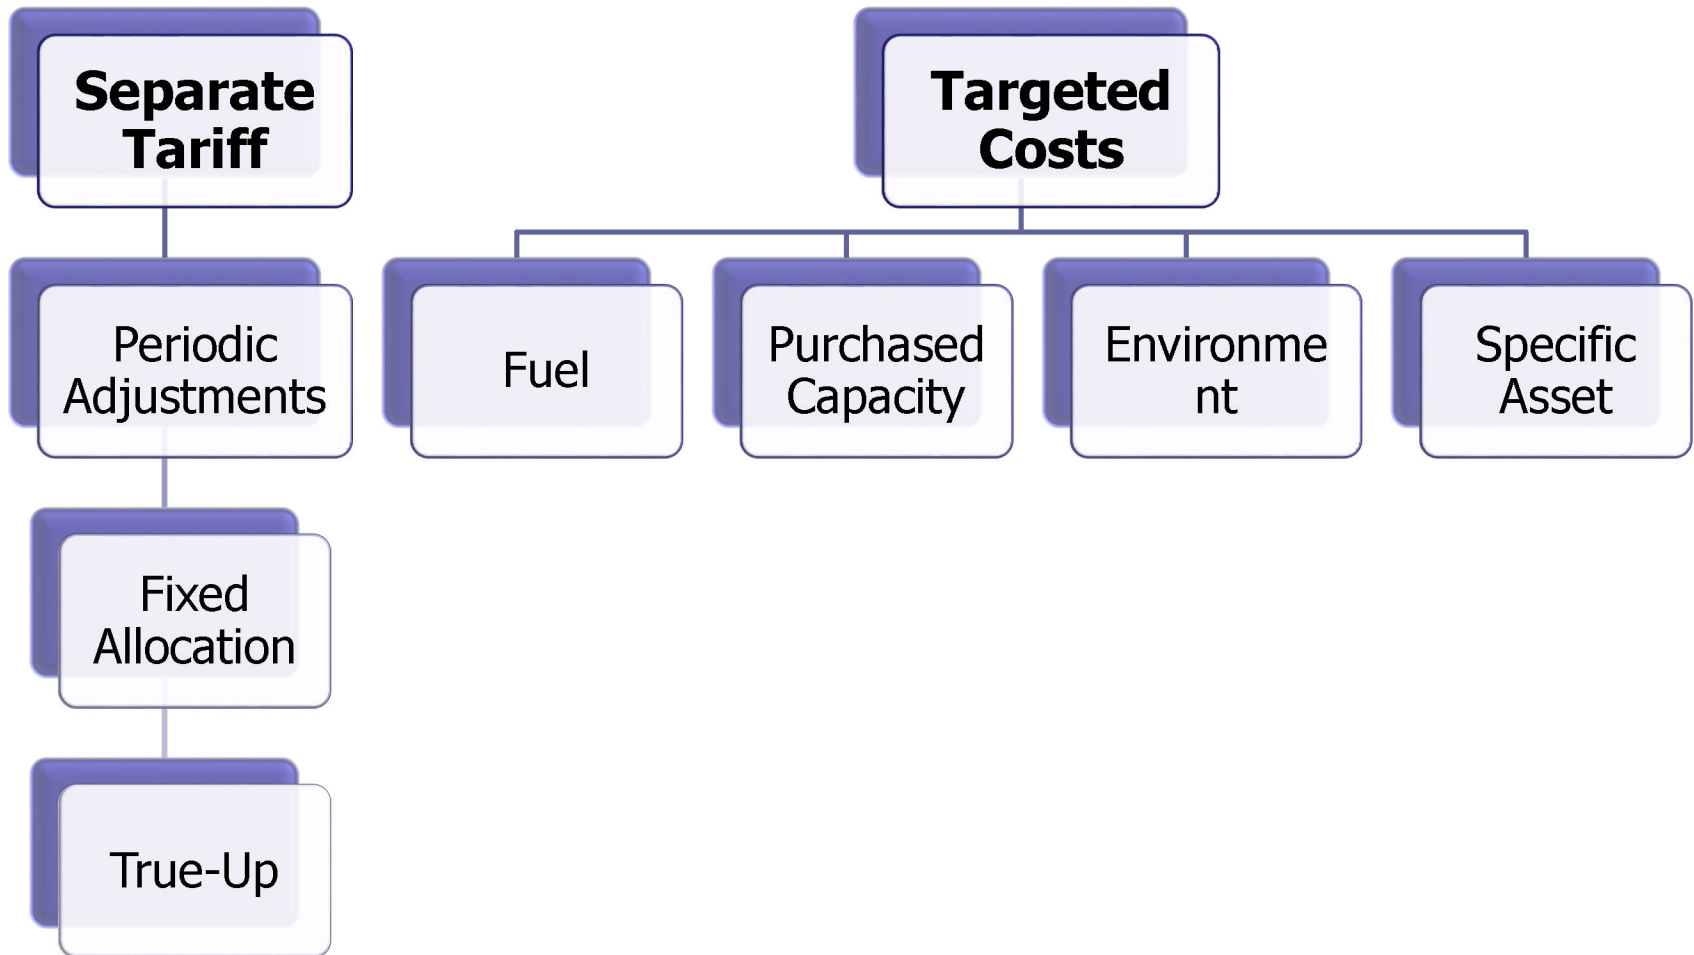 Separate
Tariff
Targeted
Costs
Periodic
Adjustments
Fuel
Purchased
Capacity
Environme
nt
Specific
Asset
Fixed
Allocation
True-Up